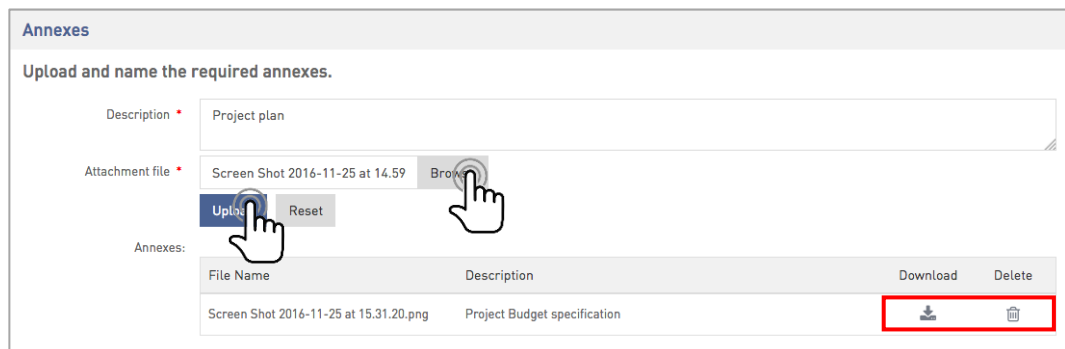 Annexes
Upload and name the required annexes.
Description *
Project plan
Attachment file *
Screen Shot 2016-11-25 at 14.59
Reset
Annexes:
File Name Description Download Delete
Screen Shot 2016-11-25 at 15.31.20.png Project Budget specification